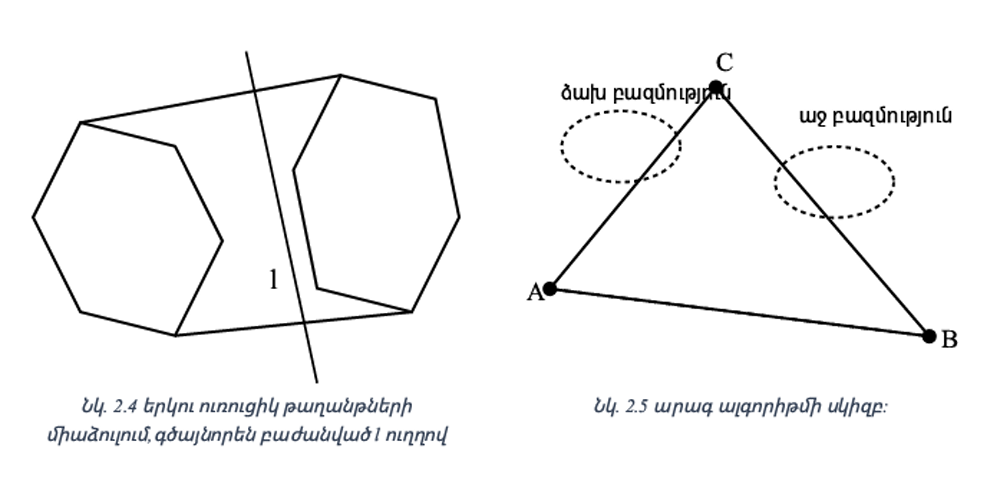 l
Նկ. 2.4 երկու ուռուցիկ թաղանթների
միաձուլում, գծայնորեն բաժանված l ուղղով
C
ձախ բազմություն
աջ բազմություն
A
B
Նկ. 2.5 արագ ալգորիթմի սկիզբ: